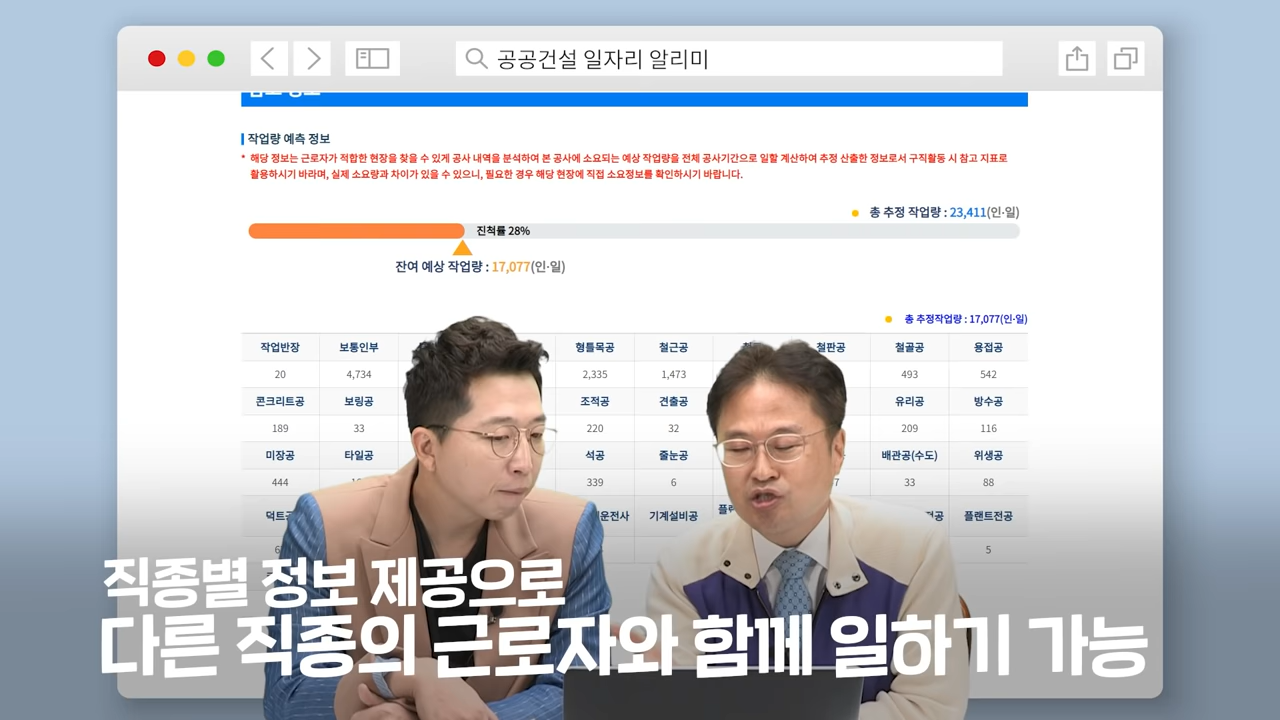 공공건설 일자리 알리미
작업량 예측 정보
* 해당 정보는 근로자가 적합한 현장을 찾을 수 있게 공사 내역을 분석하여 본 공사에 소요되는 예상 작업량을 전체 공사기간으로 일할 계산하여 추정 산출한 정보로서 구직활동 시 참고 지표로
활용하시기 바라며, 실제 소요량과 차이가 있을 수 있으니, 필요한 경우 해당 현장에 직접 소요정보를 확인하시기 바랍니다.
총 추정 작업량 : 23,411(인·일)
진척률 28%
잔여 예상 작업량 : 17,077(인·일)
총 추정작업량 : 17,077(인·일)
작업반장 보통인부 형틀목공 철근공 철판공 철골공 용접공
20 4,734 2,335 1,473 493 542
콘크리트공 보링공 조적공 견출공 유리공 방수공
189 33 220 32 209 116
미장공 타일공 석공 줄눈공 배관공(수도) 위생공
444 339 6 33 88
덕트공 기계설비공 플랜트전공
5
직종별 정보 제공으로
다른 직종의 근로자와 함께 일하기 가능